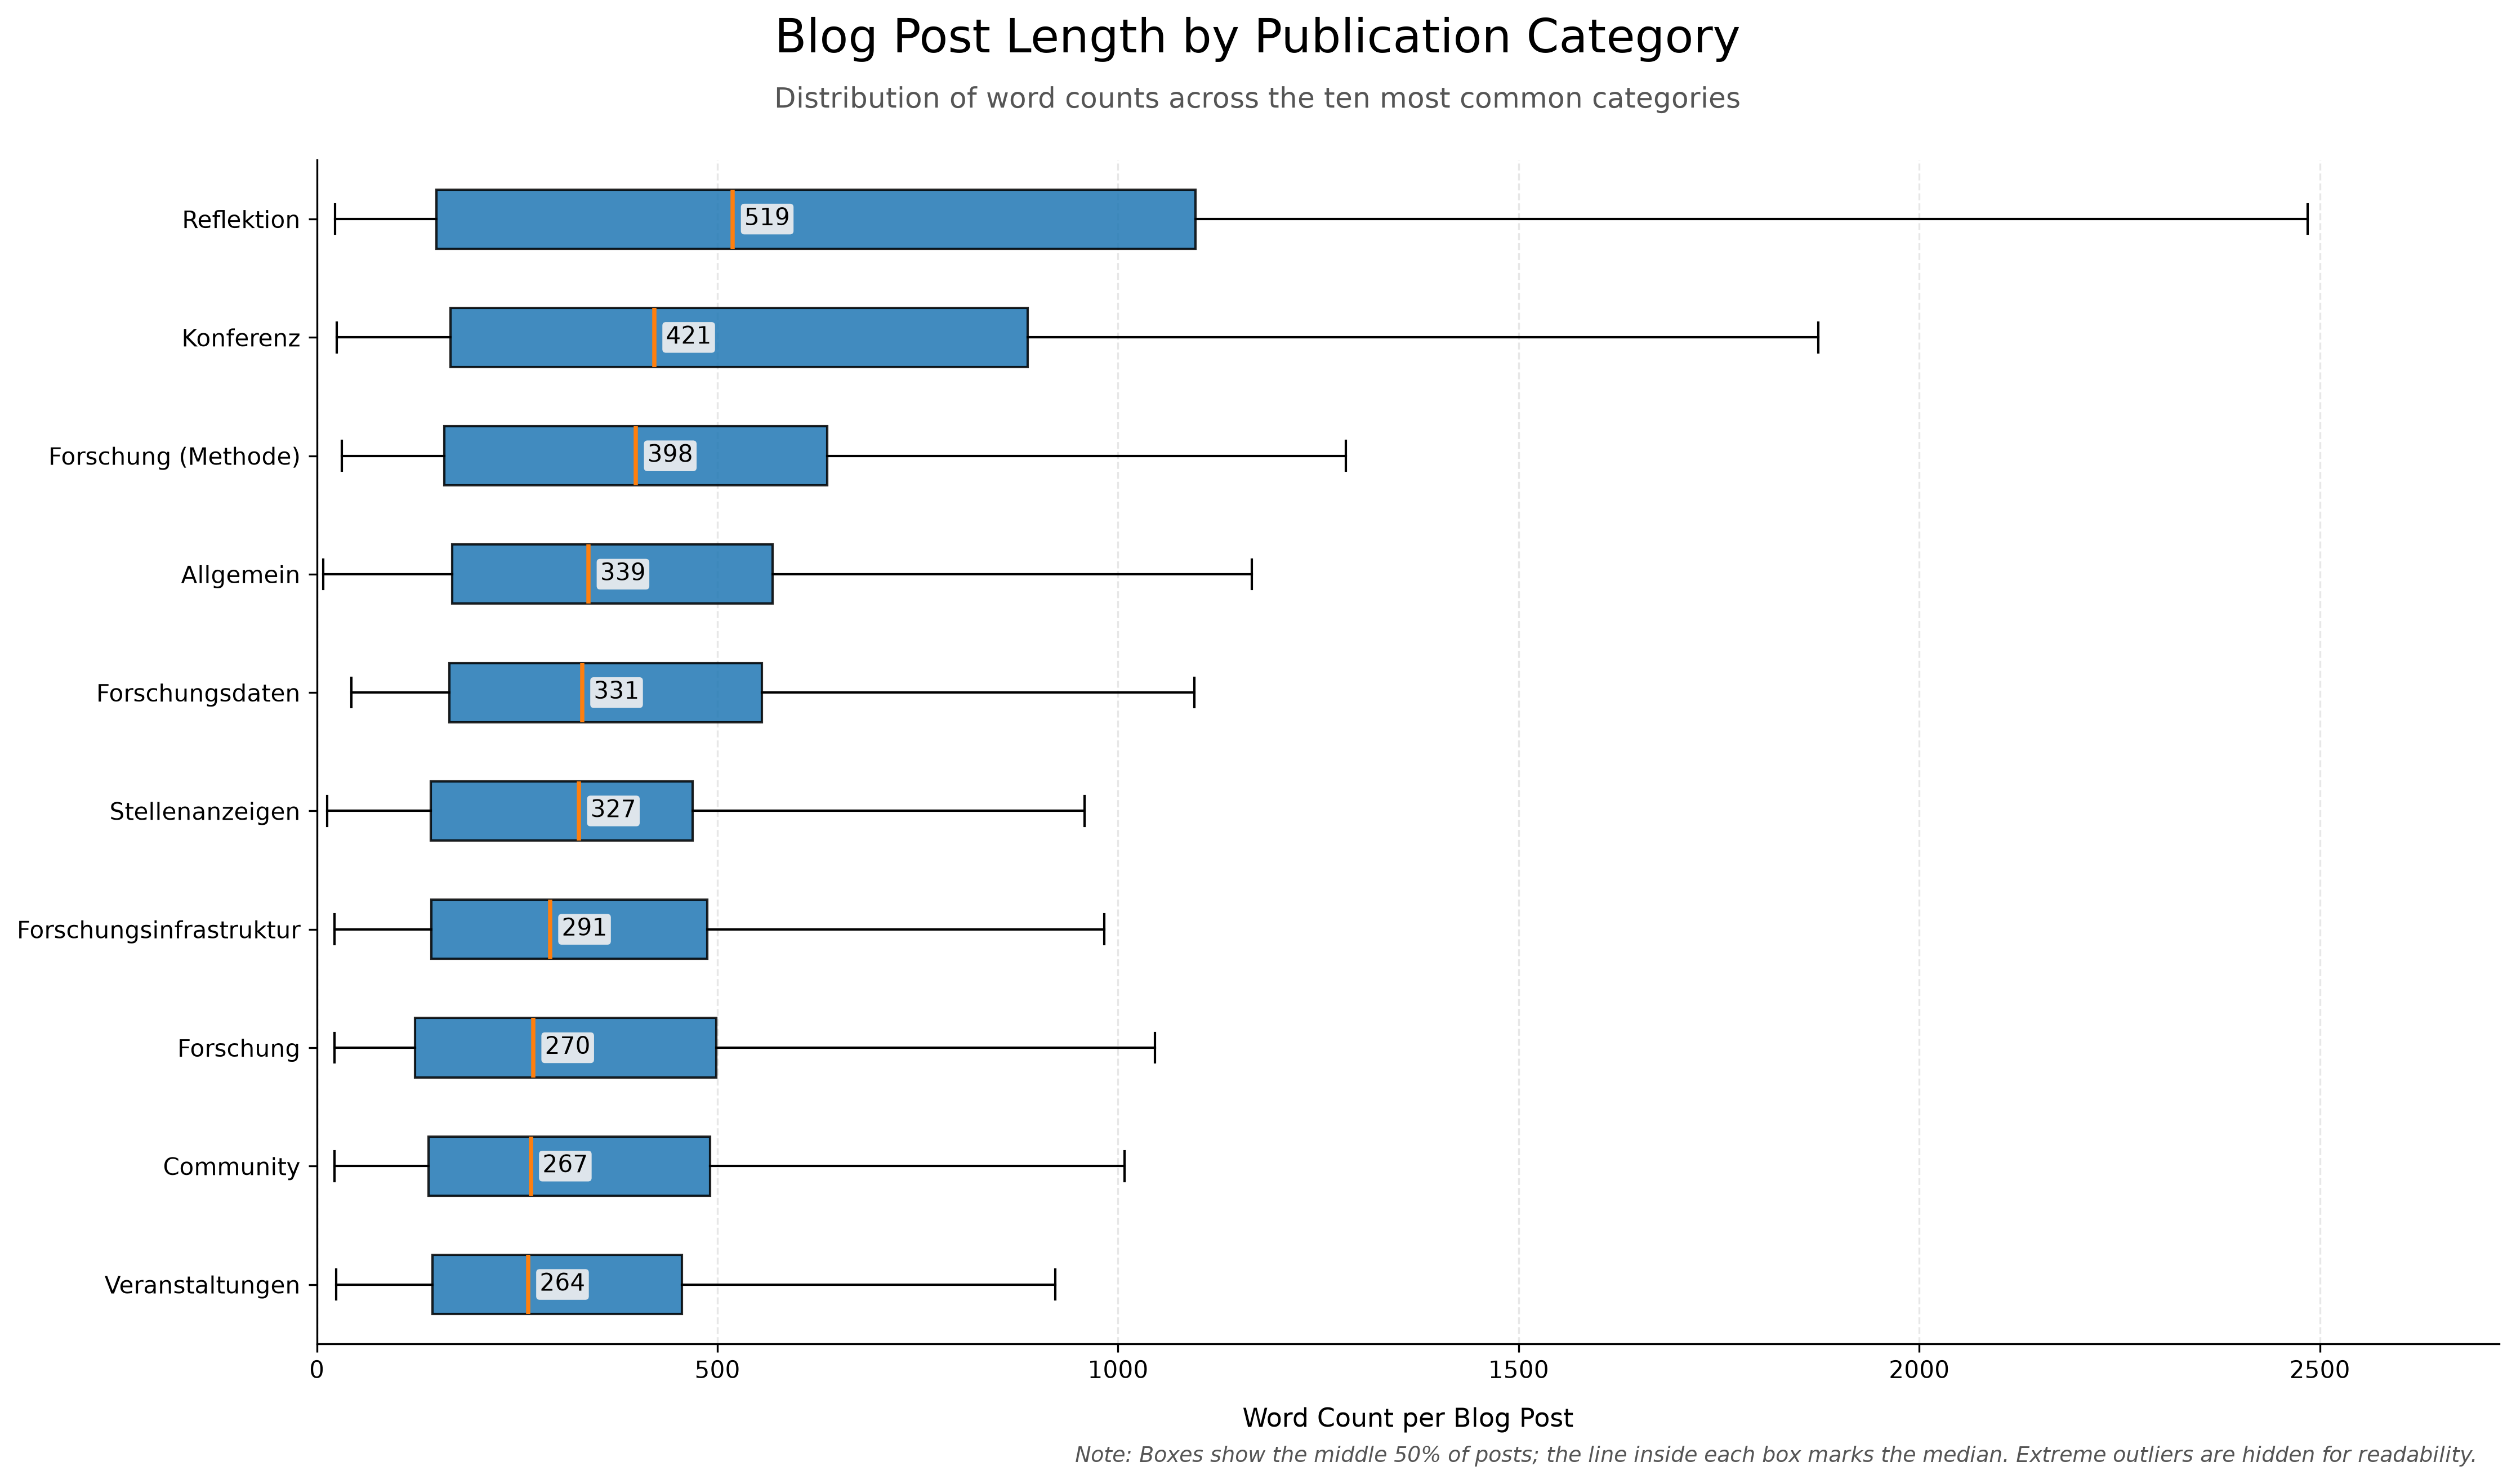 Blog Post Length by Publication Category
Distribution of word counts across the ten most common categories
Reflektion
519
Konferenz
421
Forschung (Methode)
398
Allgemein
339
Forschungsdaten
331
Stellenanzeigen
327
Forschungsinfrastruktur
291
Forschung
270
Community
267
Veranstaltungen
264
0 500 1000 1500 2000 2500
Word Count per Blog Post
Note: Boxes show the middle 50% of posts; the line inside each box marks the median. Extreme outliers are hidden for readability.